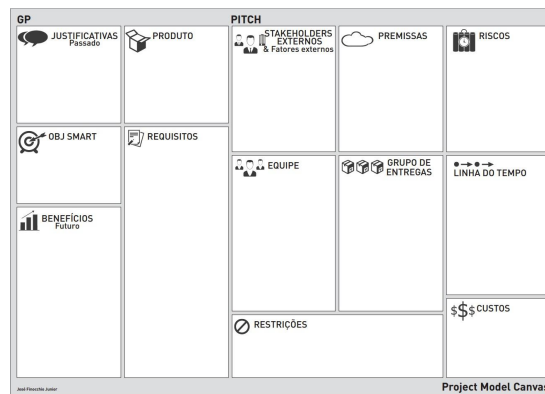 GP
PITCH
JUSTIFICATIVAS
Passado
PRODUTO
STAKEHOLDERS
EXTERNOS
& Fatores externos
PREMISSAS
RISCOS
OBJ SMART
REQUISITOS
EQUIPE
GRUPO DE
ENTREGAS
LINHA DO TEMPO
BENEFÍCIOS
Futuro
$$$ CUSTOS
RESTRIÇÕES
José Finocchio Junior
Project Model Canvas